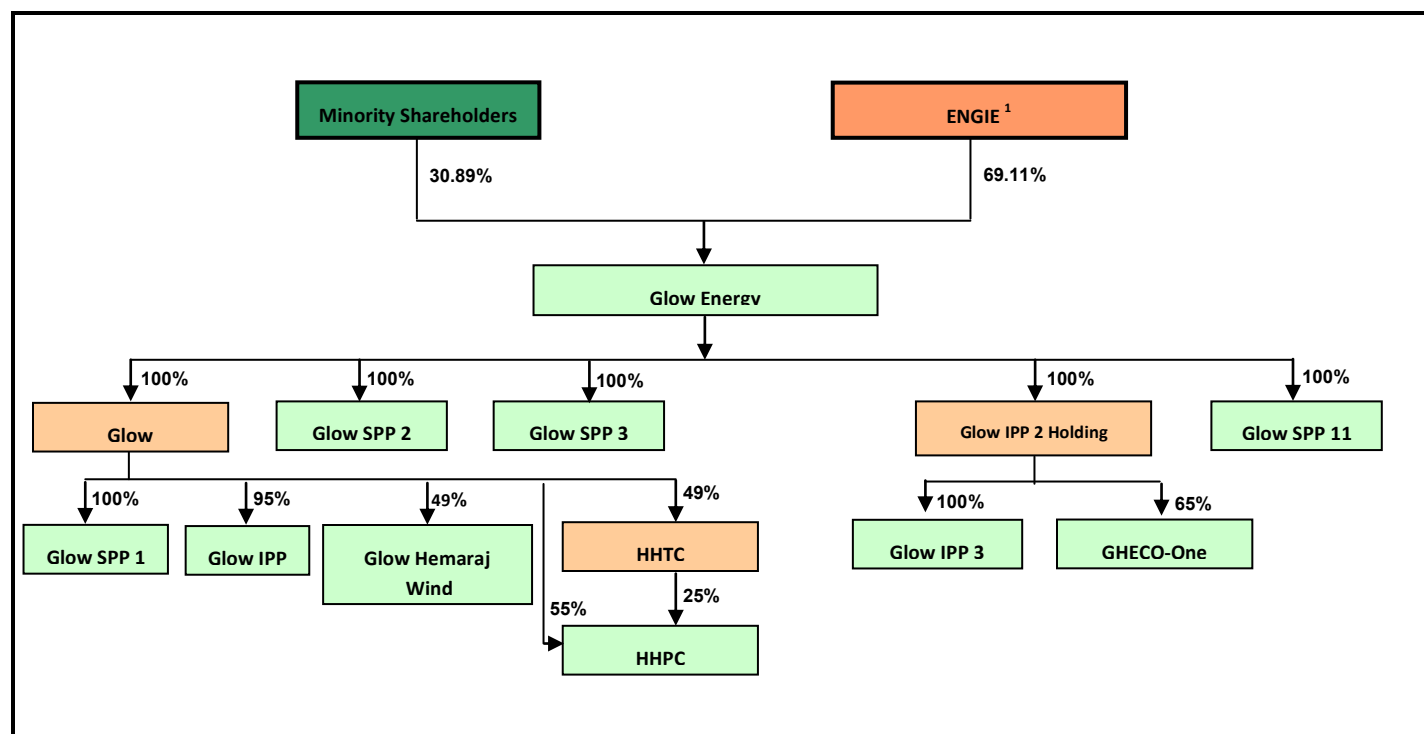 Minority Shareholders
ENGIE 1
30.89%
69.11%
Glow Energy
100%
100%
100%
100%
100%
Glow
Glow SPP 2
Glow SPP 3
Glow IPP 2 Holding
Glow SPP 11
100%
95%
49%
49%
100%
65%
Glow SPP 1
Glow IPP
Glow Hemaraj
Wind
HHTC
Glow IPP 3
GHECO-One
55%
25%
HHPC